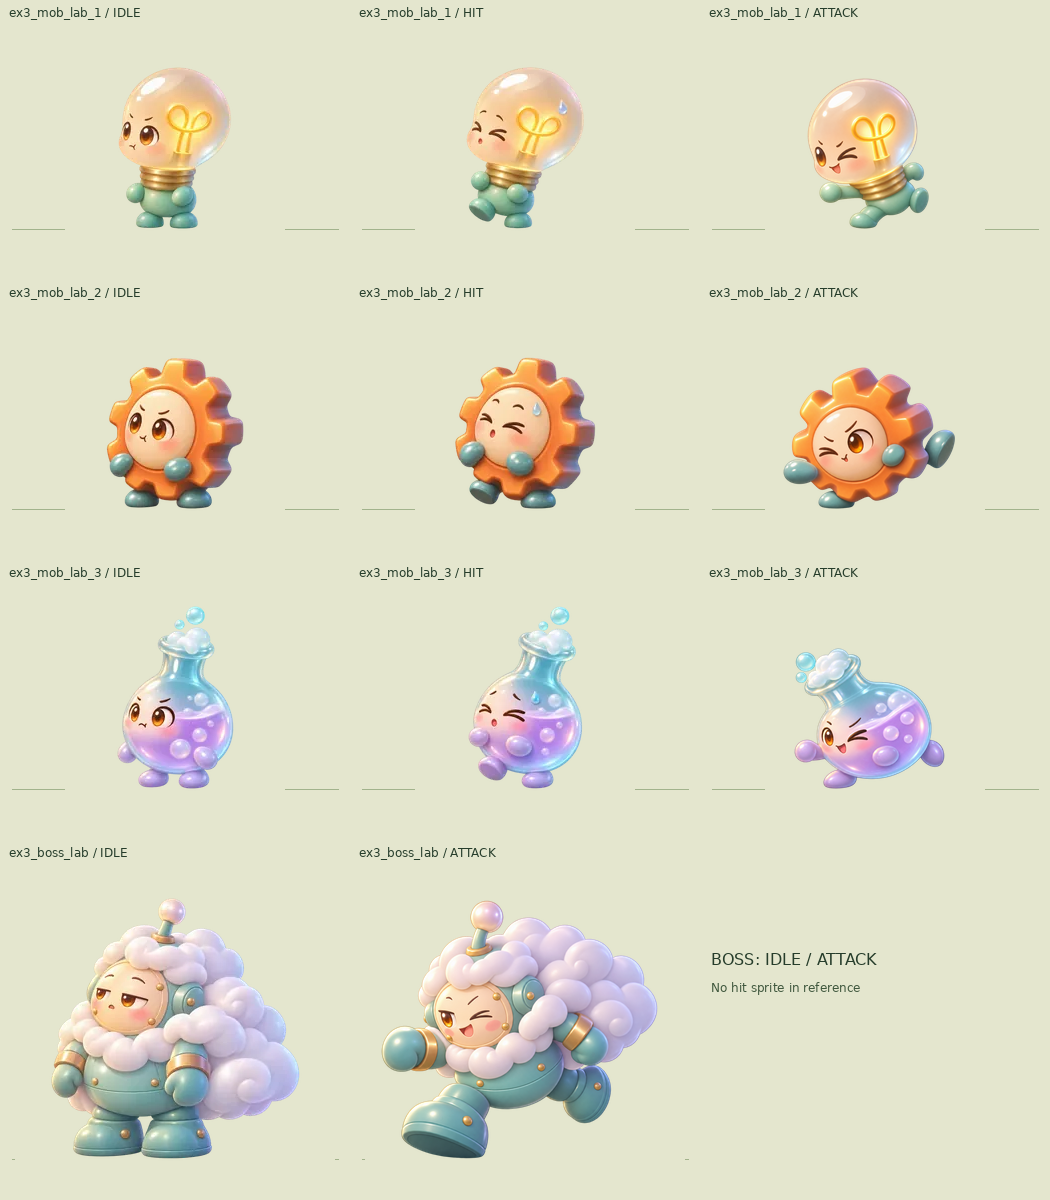 ex3_mob_lab_1 / IDLE
ex3_mob_lab_1 / HIT
ex3_mob_lab_1 / ATTACK
ex3_mob_lab_2 / IDLE
ex3_mob_lab_2 / HIT
ex3_mob_lab_2 / ATTACK
ex3_mob_lab_3 / IDLE
ex3_mob_lab_3 / HIT
ex3_mob_lab_3 / ATTACK
ex3_boss_lab / IDLE
ex3_boss_lab / ATTACK
BOSS: IDLE / ATTACK
No hit sprite in reference